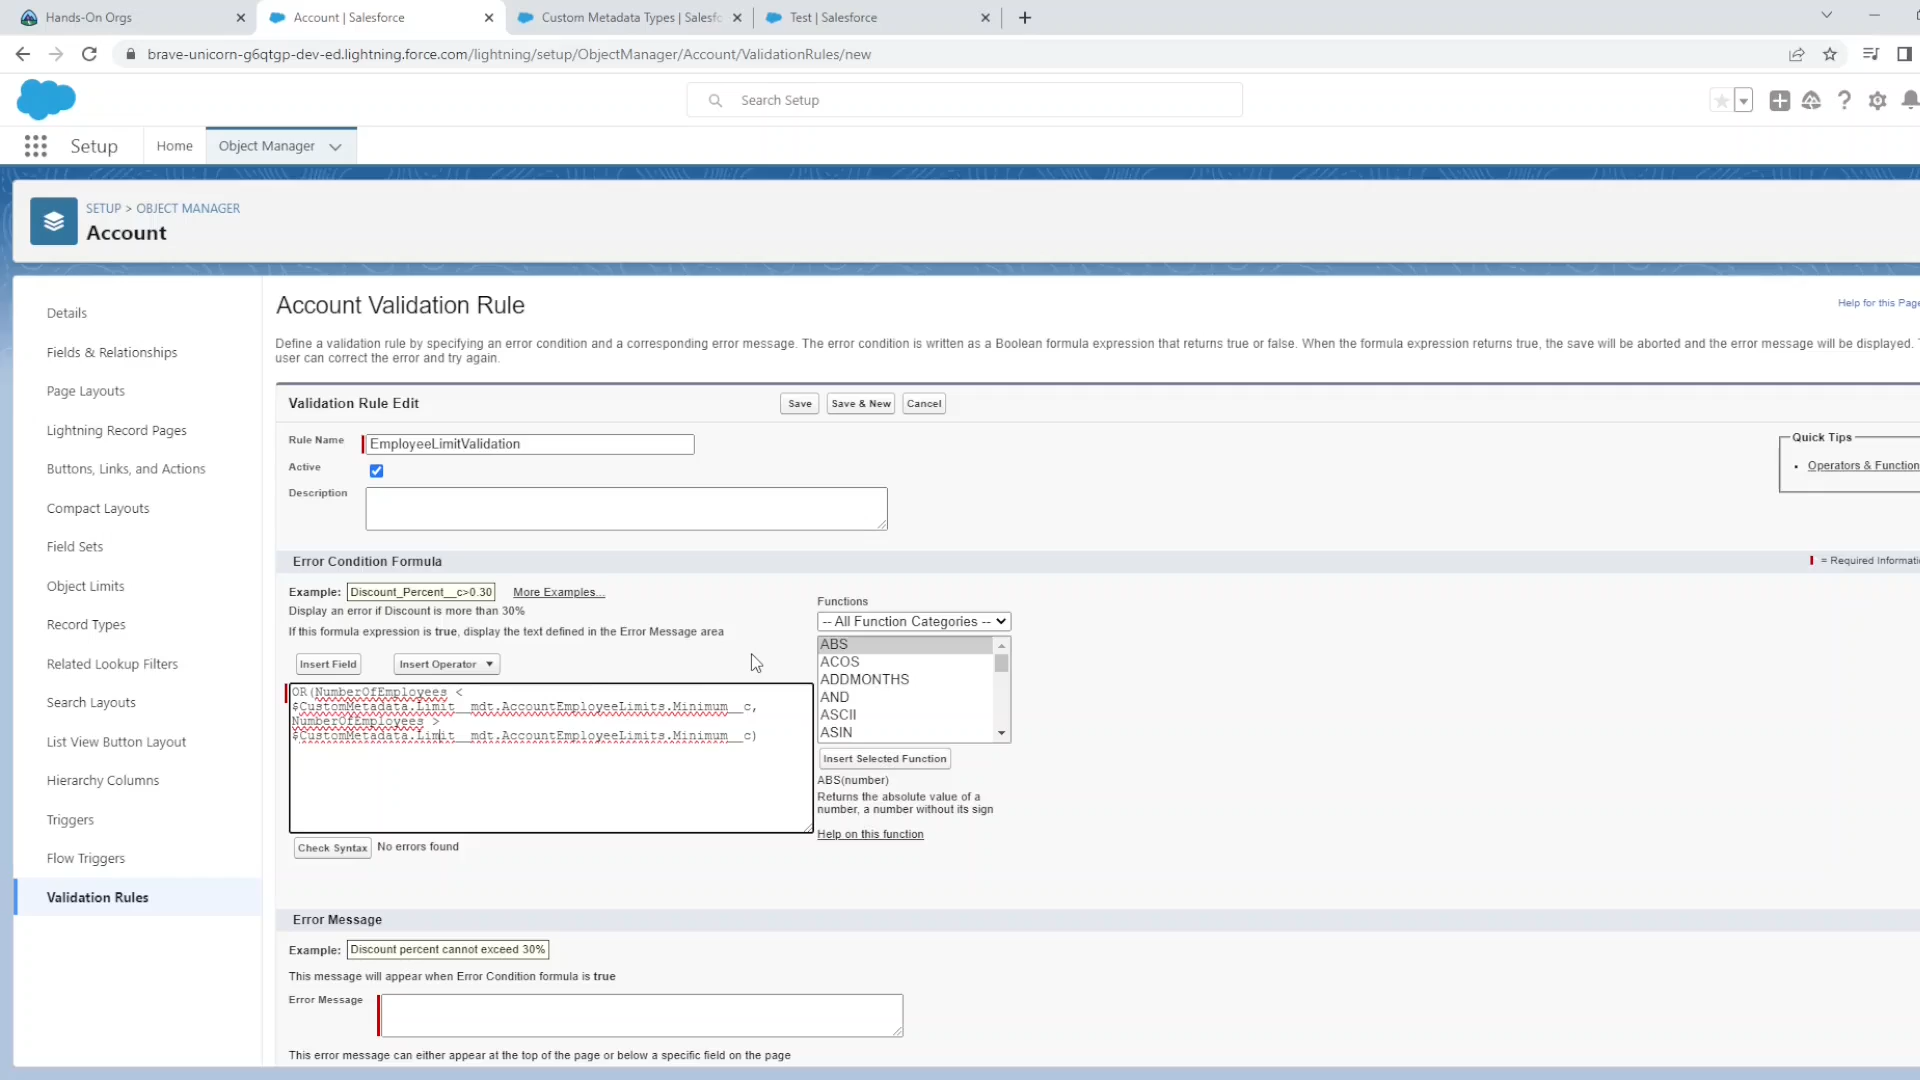 Hands-On Orgs
Account | Salesforce
Custom Metadata Types | Salesfo
Test | Salesforce
brave-unicorn-g6qtgp-dev-ed.lightning.force.com/lightning/setup/ObjectManager/Account/ValidationRules/new
Search Setup
Setup
Home
Object Manager
SETUP > OBJECT MANAGER
Account
Details
Fields & Relationships
Page Layouts
Lightning Record Pages
Buttons, Links, and Actions
Compact Layouts
Field Sets
Object Limits
Record Types
Related Lookup Filters
Search Layouts
List View Button Layout
Hierarchy Columns
Triggers
Flow Triggers
Validation Rules
Account Validation Rule
Help for this Page
Define a validation rule by specifying an error condition and a corresponding error message. The error condition is written as a Boolean formula expression that returns true or false. When the formula expression returns true, the save will be aborted and the error message will be displayed.
user can correct the error and try again.
Validation Rule Edit
Save
Save & New
Cancel
Rule Name
EmployeeLimitValidation
Active
Description
Quick Tips
• Operators & Function
Error Condition Formula
= Required Informati
Example: Discount_Percent__c>0.30 More Examples...
Display an error if Discount is more than 30%
If this formula expression is true, display the text defined in the Error Message area
Insert Field
Insert Operator
OR(NumberOfEmployees <
$CustomMetadata.Limit__mdt.AccountEmployeeLimits.Minimum__c,
NumberOfEmployees >
$CustomMetadata.Limit__mdt.AccountEmployeeLimits.Minimum__c)
Check Syntax No errors found
Functions
-- All Function Categories --
ABS
ACOS
ADDMONTHS
AND
ASCII
ASIN
Insert Selected Function
ABS(number)
Returns the absolute value of a
number, a number without its sign
Help on this function
Error Message
Example: Discount percent cannot exceed 30%
This message will appear when Error Condition formula is true
Error Message
This error message can either appear at the top of the page or below a specific field on the page